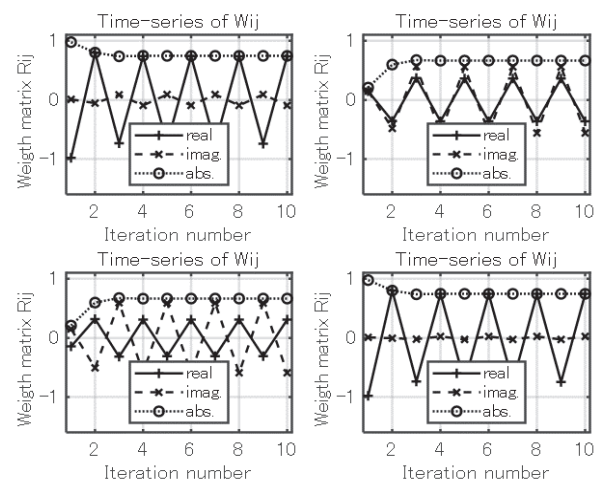 Time-series of Wij
Weigth matrix Rij
1
0
-1
real
imag.
abs.
2 4 6 8 10
Iteration number
Time-series of Wij
Weigth matrix Rij
1
0
-1
real
imag.
abs.
2 4 6 8 10
Iteration number
Time-series of Wij
Weigth matrix Rij
1
0
-1
real
imag.
abs.
2 4 6 8 10
Iteration number
Time-series of Wij
Weigth matrix Rij
1
0
-1
real
imag.
abs.
2 4 6 8 10
Iteration number